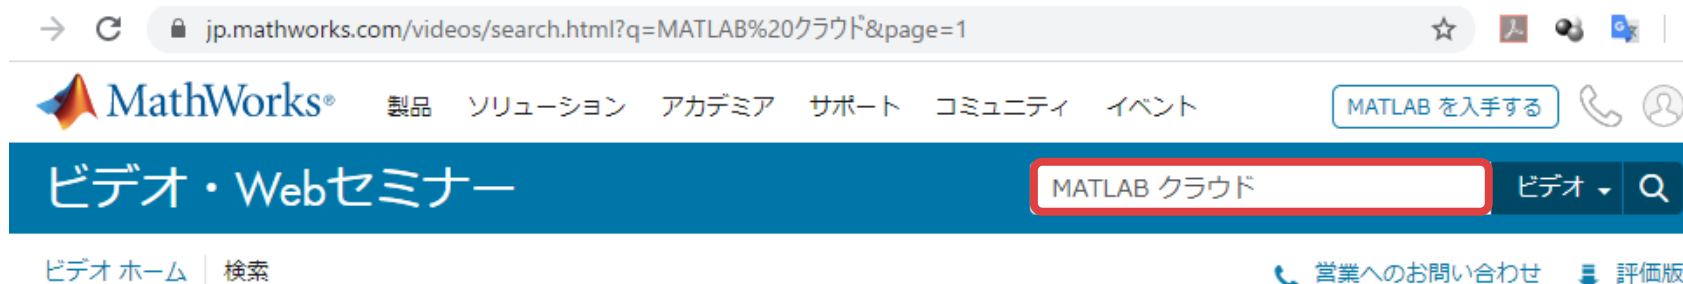 jp.mathworks.com/videos/search.html?q=MATLAB%20クラウド&page=1
MathWorks® 製品 ソリューション アカデミア サポート コミュニティ イベント MATLAB を入手する
ビデオ・Webセミナー MATLAB クラウド ビデオ
ビデオ ホーム 検索 営業へのお問い合わせ 評価版